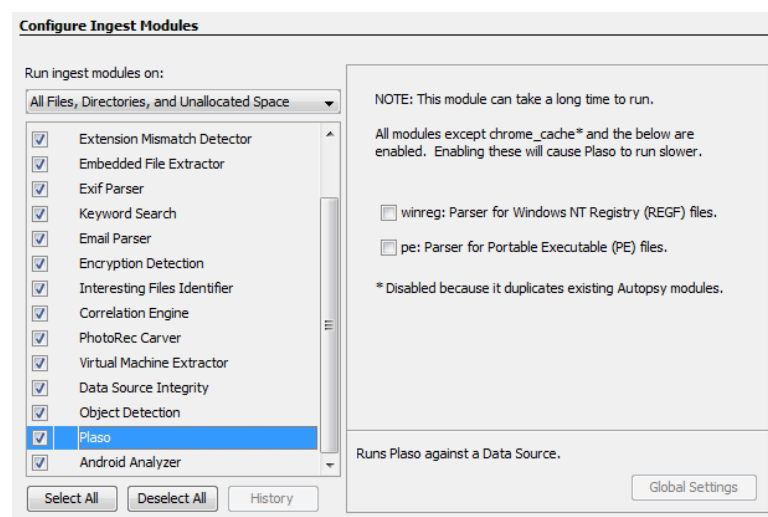 Configure Ingest Modules
Run ingest modules on:
All Files, Directories, and Unallocated Space
Extension Mismatch Detector
Embedded File Extractor
Exif Parser
Keyword Search
Email Parser
Encryption Detection
Interesting Files Identifier
Correlation Engine
PhotoRec Carver
Virtual Machine Extractor
Data Source Integrity
Object Detection
Plaso
Android Analyzer
Select All
Deselect All
History
NOTE: This module can take a long time to run.
All modules except chrome_cache* and the below are
enabled. Enabling these will cause Plaso to run slower.
winreg: Parser for Windows NT Registry (REGF) files.
pe: Parser for Portable Executable (PE) files.
* Disabled because it duplicates existing Autopsy modules.
Runs Plaso against a Data Source.
Global Settings